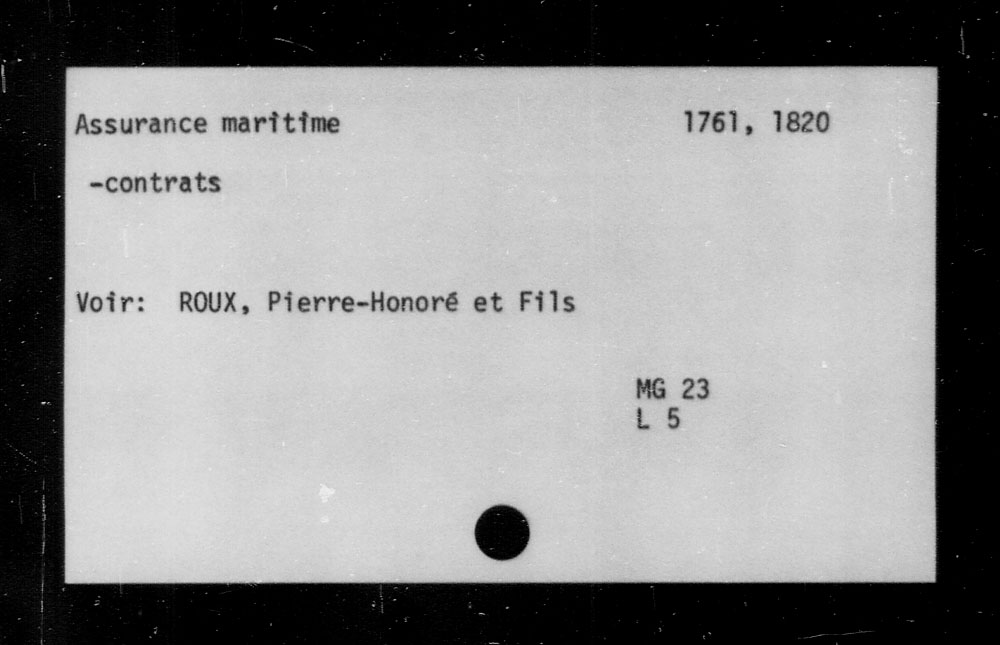 Assurance maritime 1761, 1820
-contrats
Voir: ROUX, Pierre-Honoré et Fils
MG 23
L 5